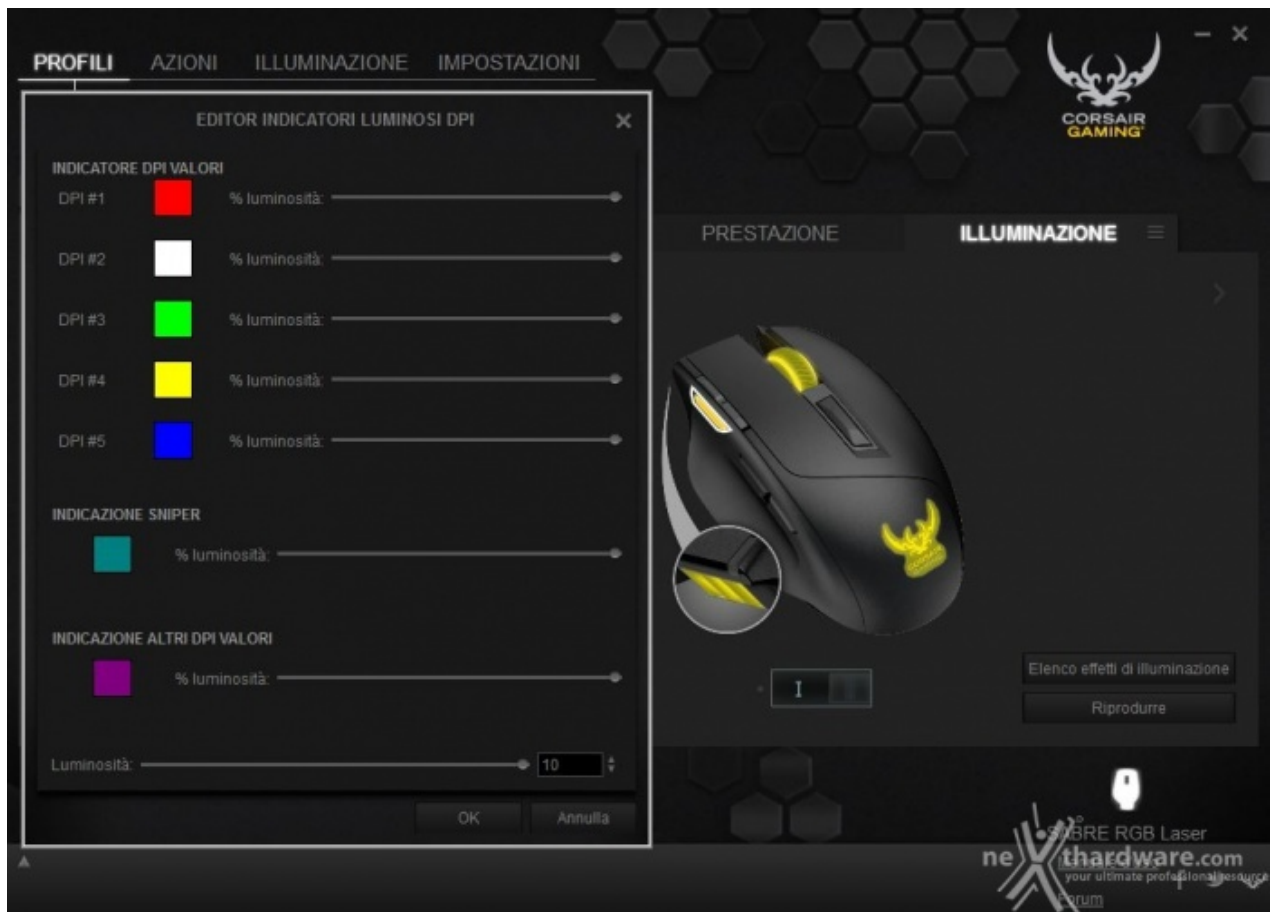 PROFILI AZIONI ILLUMINAZIONE IMPOSTAZIONI
CORSAIR
GAMING
EDITOR INDICATORI LUMINOSI DPI
INDICATORE DPI VALORI
DPI #1 % luminosità:
DPI #2 % luminosità:
DPI #3 % luminosità:
DPI #4 % luminosità:
DPI #5 % luminosità:
INDICAZIONE SNIPER
% luminosità:
INDICAZIONE ALTRI DPI VALORI
% luminosità:
Luminosità: 10
OK Annulla
PRESTAZIONE ILLUMINAZIONE
Elenco effetti di illuminazione
Riprodurre
SABRE RGB Laser
nexthardware.com
your ultimate professional resource
Forum